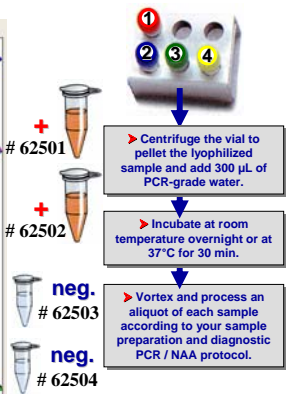 1
2 3 4
+
# 62501
+
# 62502
neg.
# 62503
neg.
# 62504
Centrifuge the vial to
pellet the lyophilized
sample and add 300 µL of
PCR-grade water.
Incubate at room
temperature overnight or at
37°C for 30 min.
Vortex and process an
aliquot of each sample
according to your sample
preparation and diagnostic
PCR / NAA protocol.